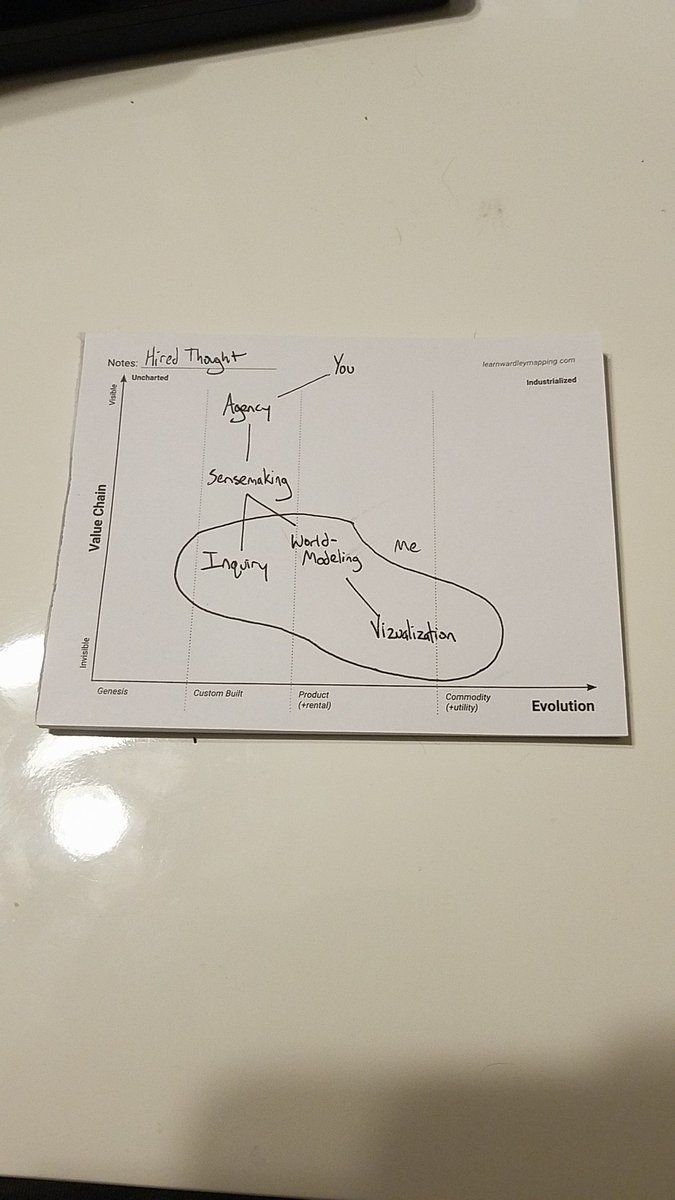 Notes: Hired Thought
learnwardleymapping.com
You
Uncharted
Industrialized
Visible
Agency
Value Chain
Sensemaking
Inquiry
World-
Modeling
Me
Vizualization
Invisible
Genesis
Custom Built
Product
(+rental)
Commodity
(+utility)
Evolution